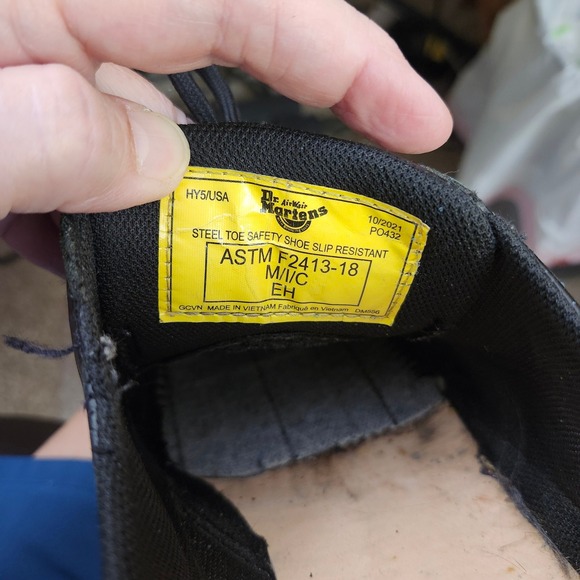 HY5/USA
Dr. AirWair
Martens
10/2021
PO432
STEEL TOE SAFETY SHOE SLIP RESISTANT
ASTM F2413-18
M/I/C
EH
GCVN MADE IN VIETNAM Fabriqué en Vietnam